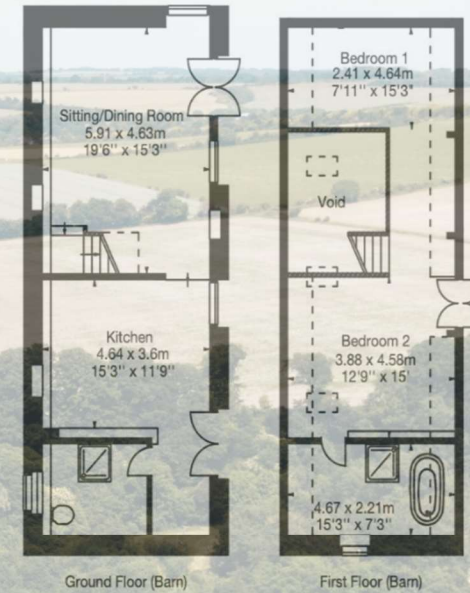 Sitting/Dining Room
5.91 x 4.63m
19'6'' x 15'3''
Kitchen
4.64 x 3.6m
15'3'' x 11'9''
Ground Floor (Barn)
Bedroom 1
2.41 x 4.64m
7'11'' x 15'3"
Void
Bedroom 2
3.88 x 4.58m
12'9'' x 15'
4.67 x 2.21m
15'3'' x 7'3''
First Floor (Barn)